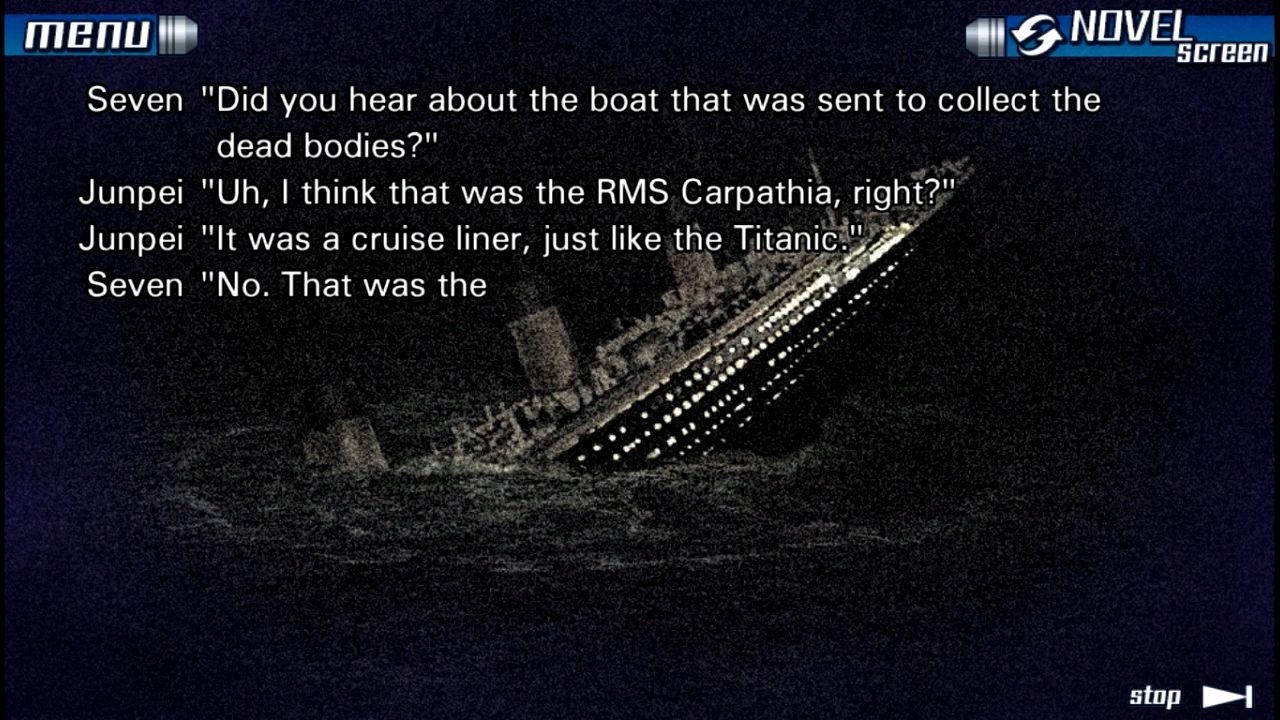 menu
NOVEL
screen
Seven "Did you hear about the boat that was sent to collect the
dead bodies?"
Junpei "Uh, I think that was the RMS Carpathia, right?"
Junpei "It was a cruise liner, just like the Titanic."
Seven "No. That was the
stop